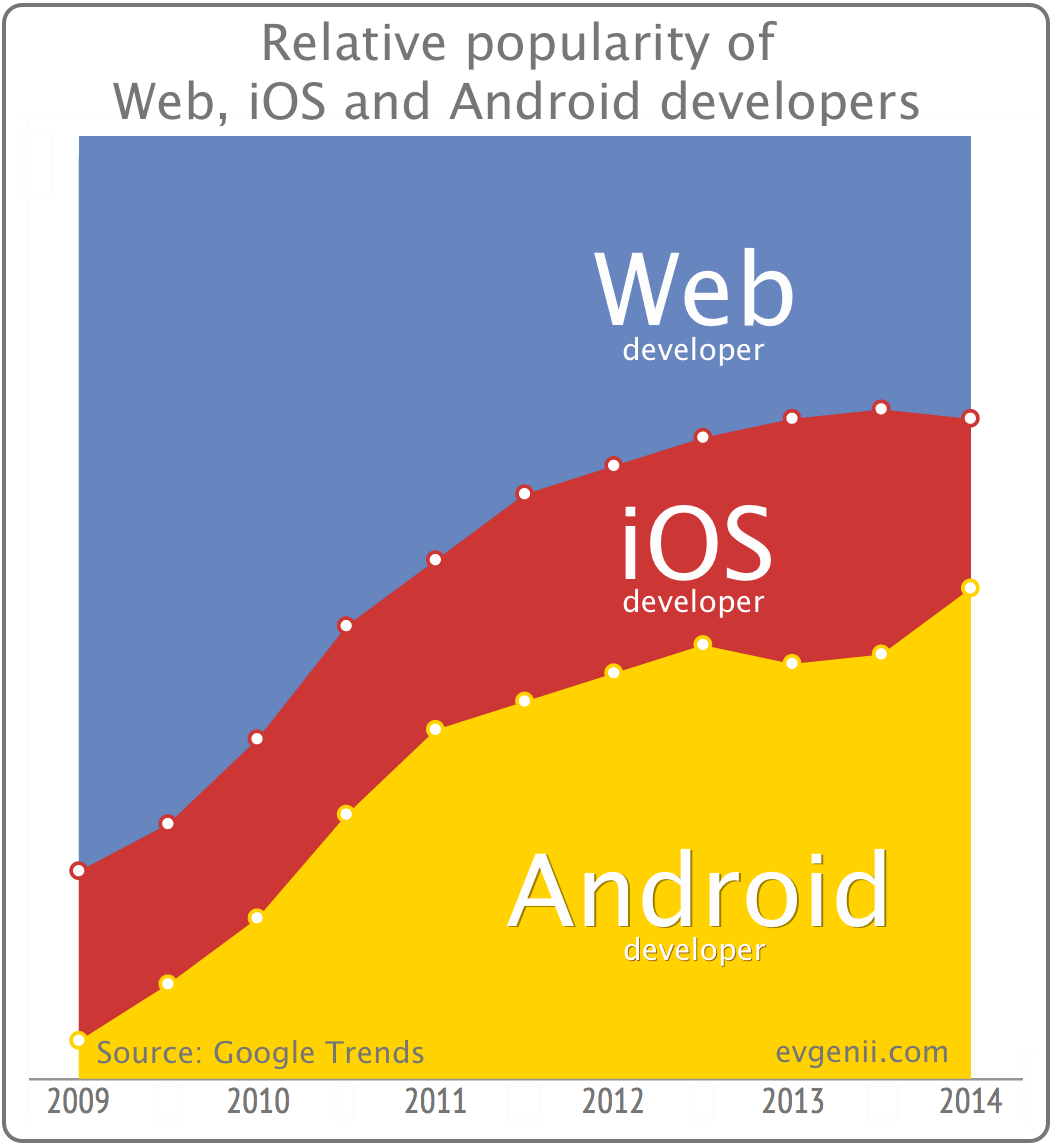 Relative popularity of
Web, iOS and Android developers
Web
developer
iOS
developer
Android
developer
Source: Google Trends
evgenii.com
2009
2010
2011
2012
2013
2014